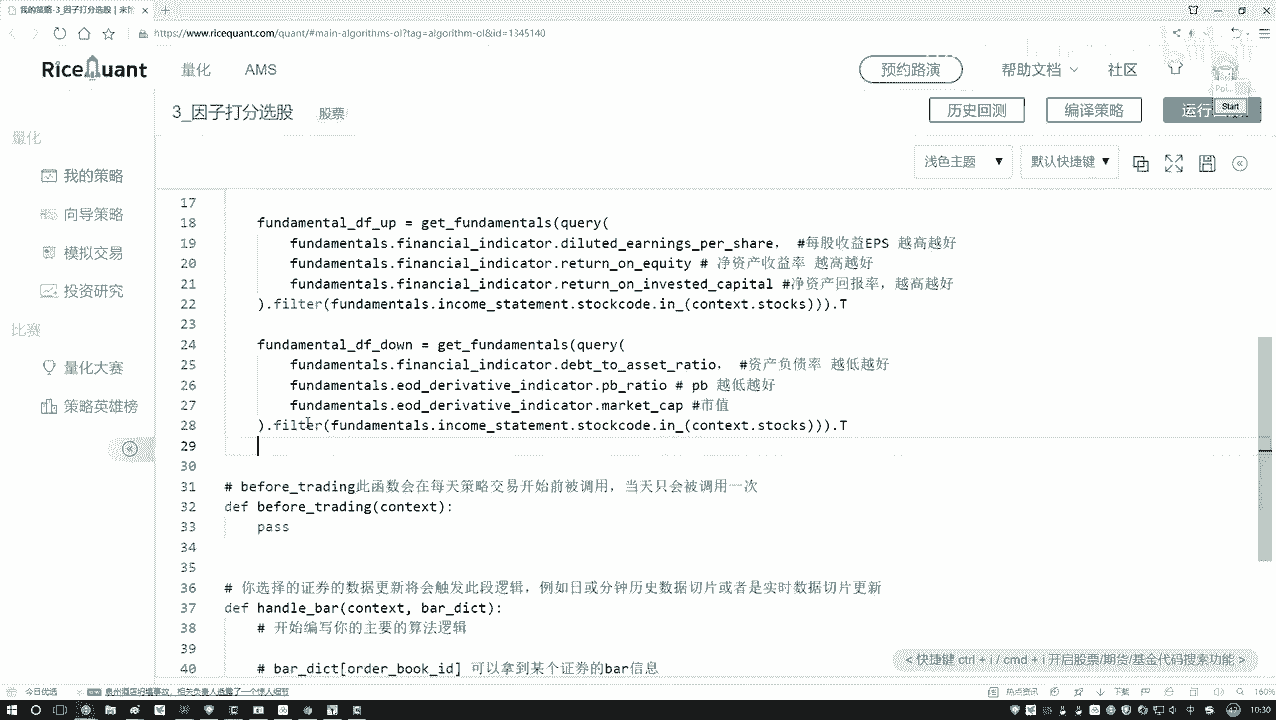 我的策略-3_因子打分选股
https://www.ricequant.com/quant/#main-algorithms-ol?tag=algorithm-ol&id=1345140
RiceQuant 量化 AMS 预约路演 帮助文档 社区
Start
3_因子打分选股 股票 历史回测 编译策略 运行
量化
浅色主题 ▼ 默认快捷键 ▼
我的策略
向导策略
模拟交易
投资研究
比赛
量化大赛
策略英雄榜
17
18 fundamental_df_up = get_fundamentals(query(
19 fundamentals.financial_indicator.diluted_earnings_per_share, #每股收益EPS 越高越好
20 fundamentals.financial_indicator.return_on_equity # 净资产收益率 越高越好
21 fundamentals.financial_indicator.return_on_invested_capital #净资产回报率，越高越好
22 ).filter(fundamentals.income_statement.stockcode.in_(context.stocks))).T
23
24 fundamental_df_down = get_fundamentals(query(
25 fundamentals.financial_indicator.debt_to_asset_ratio, #资产负债率 越低越好
26 fundamentals.eod_derivative_indicator.pb_ratio # pb 越低越好
27 fundamentals.eod_derivative_indicator.market_cap #市值
28 ).filter(fundamentals.income_statement.stockcode.in_(context.stocks))).T
29
30
31 # before_trading此函数会在每天策略交易开始前被调用，当天只会被调用一次
32 def before_trading(context):
33 pass
34
35
36 # 你选择的证券的数据更新将会触发此段逻辑，例如日或分钟历史数据切片或者是实时数据切片更新
37 def handle_bar(context, bar_dict):
38 # 开始编写你的主要的算法逻辑
39
40 # bar_dict[order_book_id] 可以拿到某个证券的bar信息
< 快捷键 ctrl + i / cmd + i 开启股票/期货/基金代码搜索功能 >
今日优选
热点资讯 下载 160%
10:30